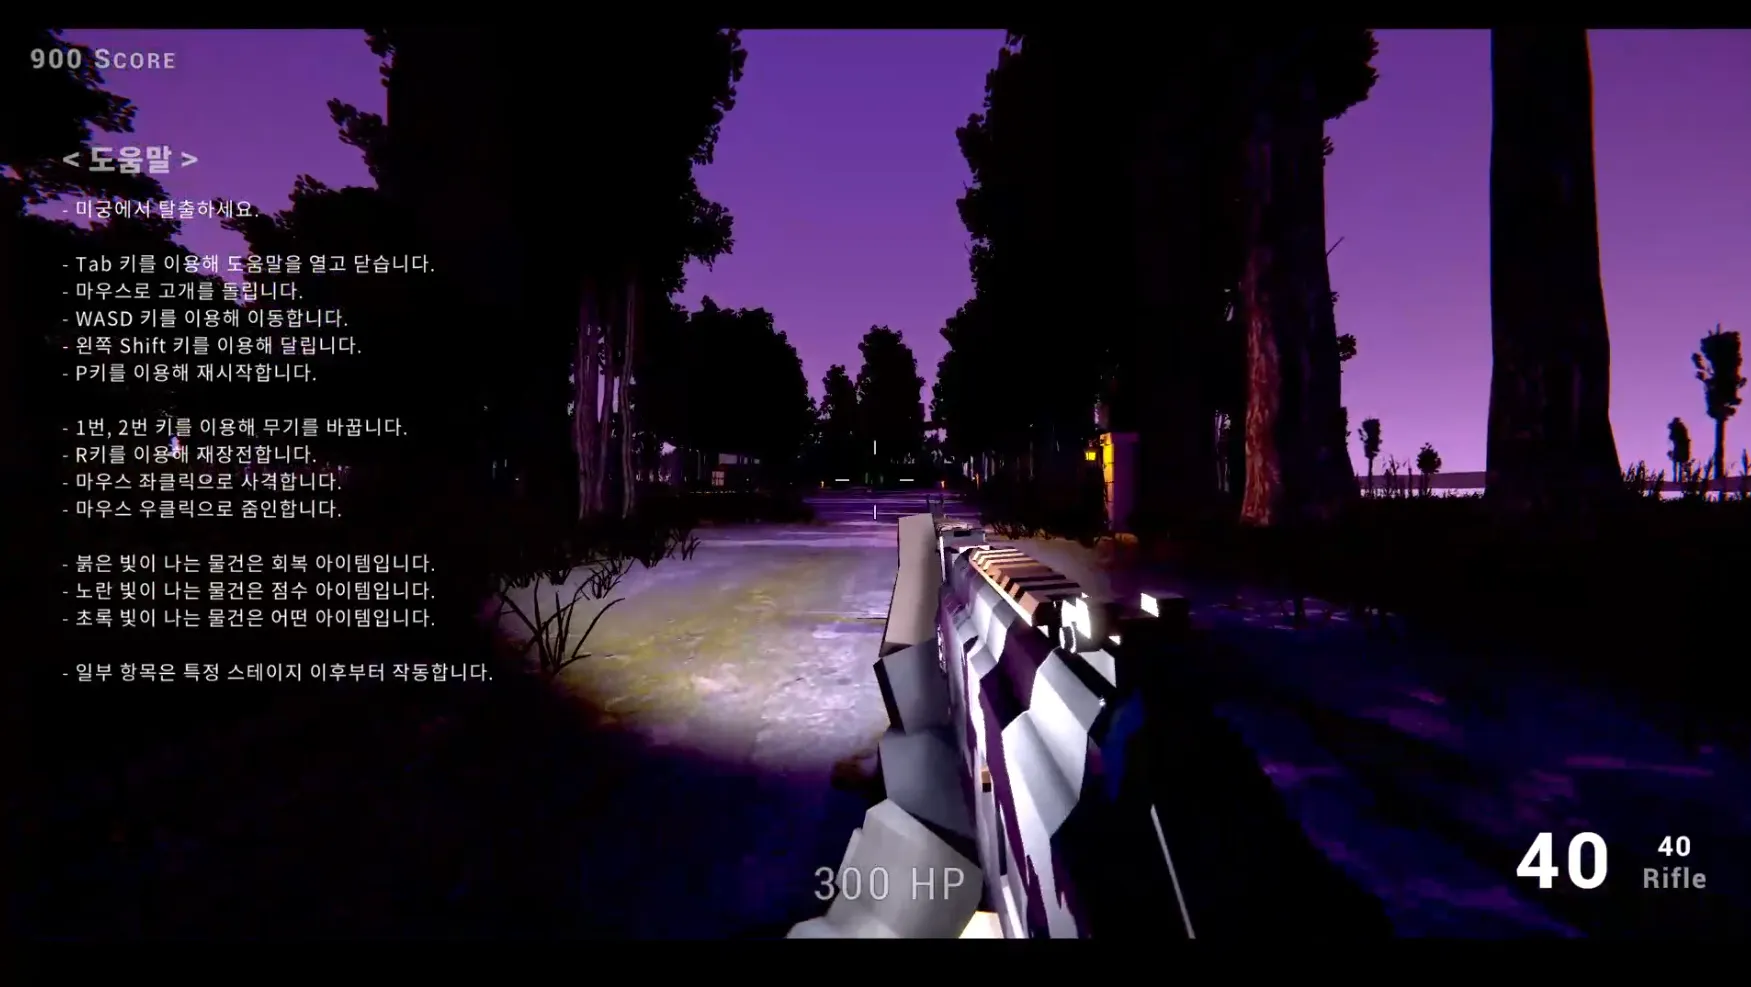 900 SCORE
< 도움말 >
- 미궁에서 탈출하세요.
- Tab 키를 이용해 도움말을 열고 닫습니다.
- 마우스로 고개를 돌립니다.
- WASD 키를 이용해 이동합니다.
- 왼쪽 Shift 키를 이용해 달립니다.
- P키를 이용해 재시작합니다.
- 1번, 2번 키를 이용해 무기를 바꿉니다.
- R키를 이용해 재장전합니다.
- 마우스 좌클릭으로 사격합니다.
- 마우스 우클릭으로 줌인합니다.
- 붉은 빛이 나는 물건은 회복 아이템입니다.
- 노란 빛이 나는 물건은 점수 아이템입니다.
- 초록 빛이 나는 물건은 어떤 아이템입니다.
- 일부 항목은 특정 스테이지 이후부터 작동합니다.
300 HP
40
40
Rifle